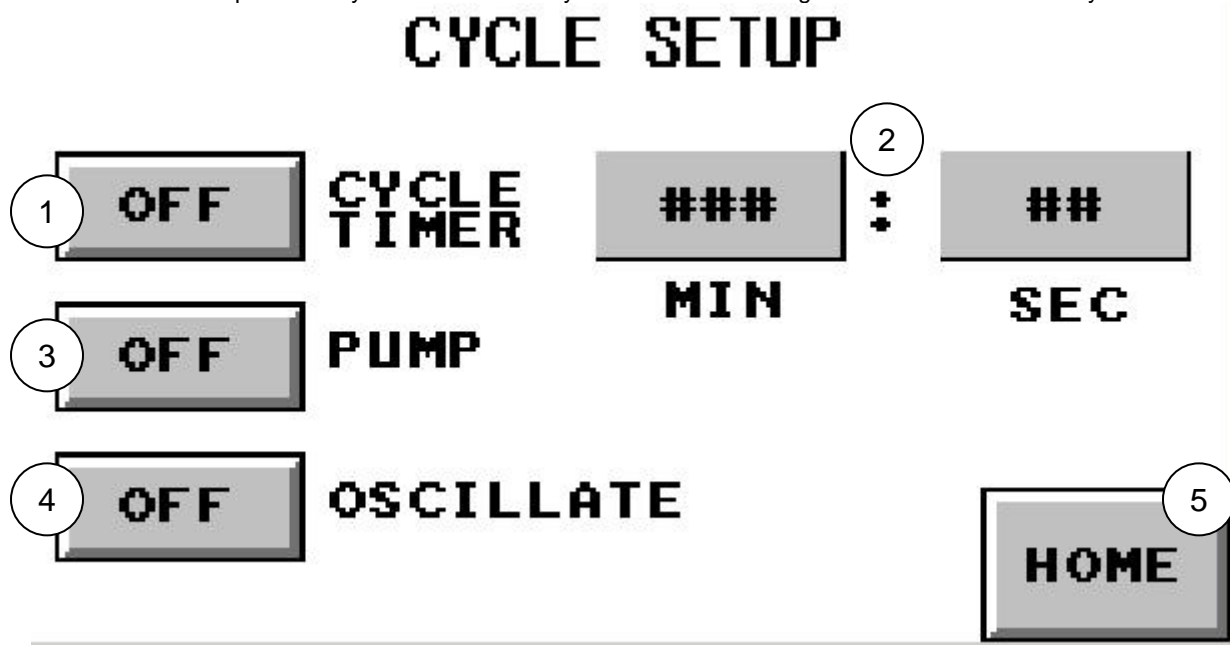 CYCLE SETUP
1 OFF CYCLE TIMER ### : ## 2
MIN SEC
3 OFF PUMP
4 OFF OSCILLATE
HOME 5